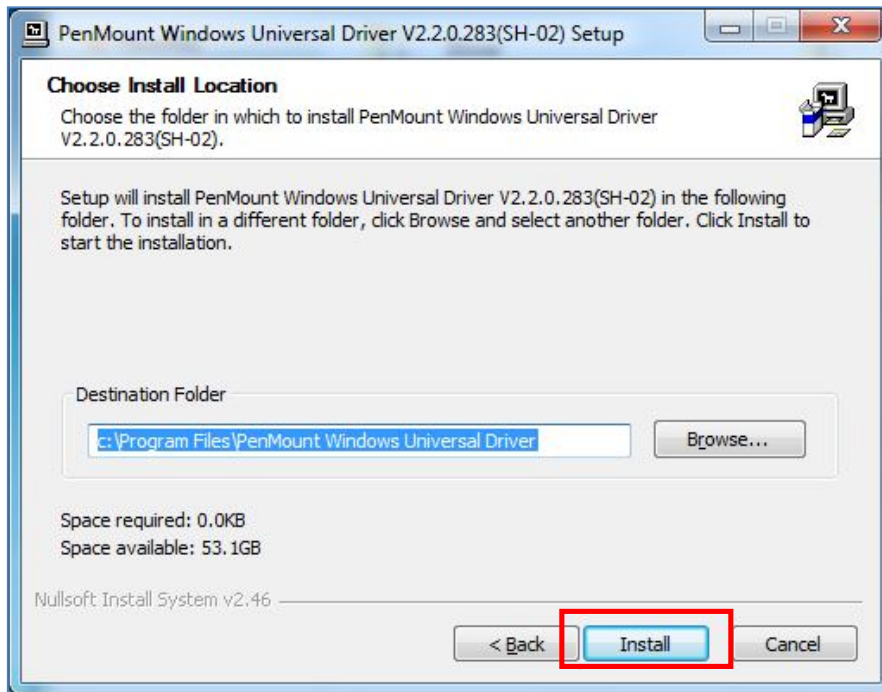 PenMount Windows Universal Driver V2.2.0.283(SH-02) Setup
Choose Install Location
Choose the folder in which to install PenMount Windows Universal Driver
V2.2.0.283(SH-02).
Setup will install PenMount Windows Universal Driver V2.2.0.283(SH-02) in the following
folder. To install in a different folder, click Browse and select another folder. Click Install to
start the installation.
Destination Folder
c:\Program Files\PenMount Windows Universal Driver
Browse...
Space required: 0.0KB
Space available: 53.1GB
Nullsoft Install System v2.46
< Back Install Cancel